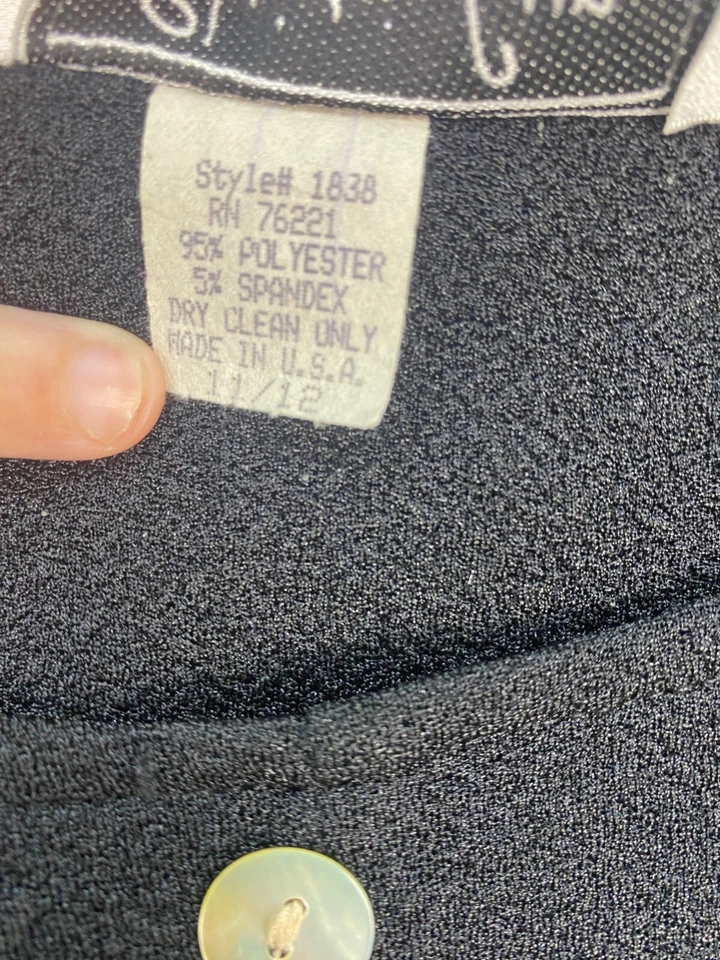 Style# 1838
RN 76221
95% POLYESTER
5% SPANDEX
DRY CLEAN ONLY
MADE IN U.S.A.
11/12